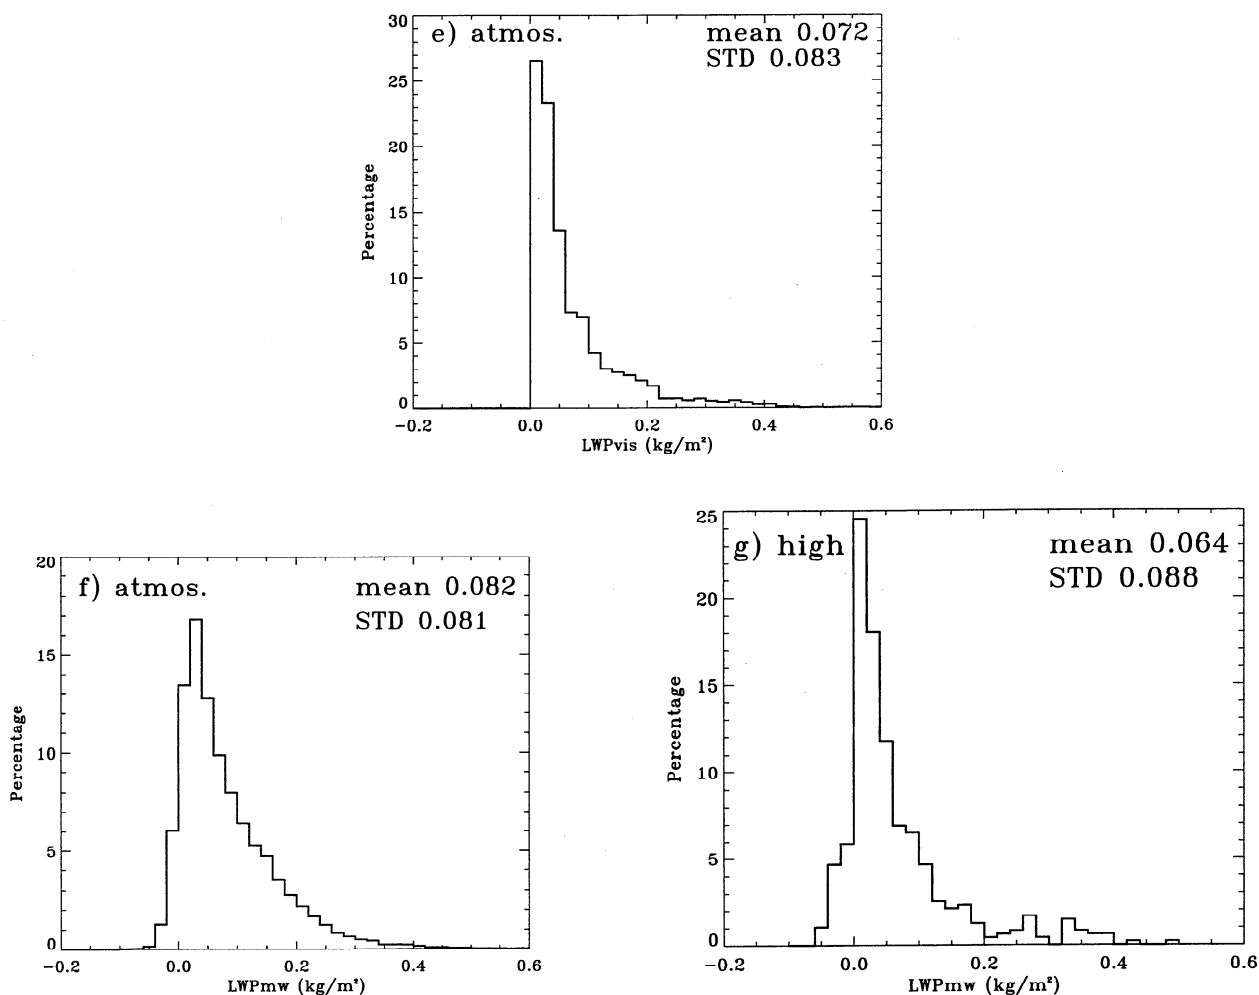 e) atmos.
mean 0.072
STD 0.083
30
25
20
15
10
5
0
Percentage
-0.2 0.0 0.2 0.4 0.6
LWPvis (kg/m²)
f) atmos.
mean 0.082
STD 0.081
20
15
10
5
0
Percentage
-0.2 0.0 0.2 0.4 0.6
LWPmw (kg/m²)
g) high
mean 0.064
STD 0.088
25
20
15
10
5
0
Percentage
-0.2 0.0 0.2 0.4 0.6
LWPmw (kg/m²)